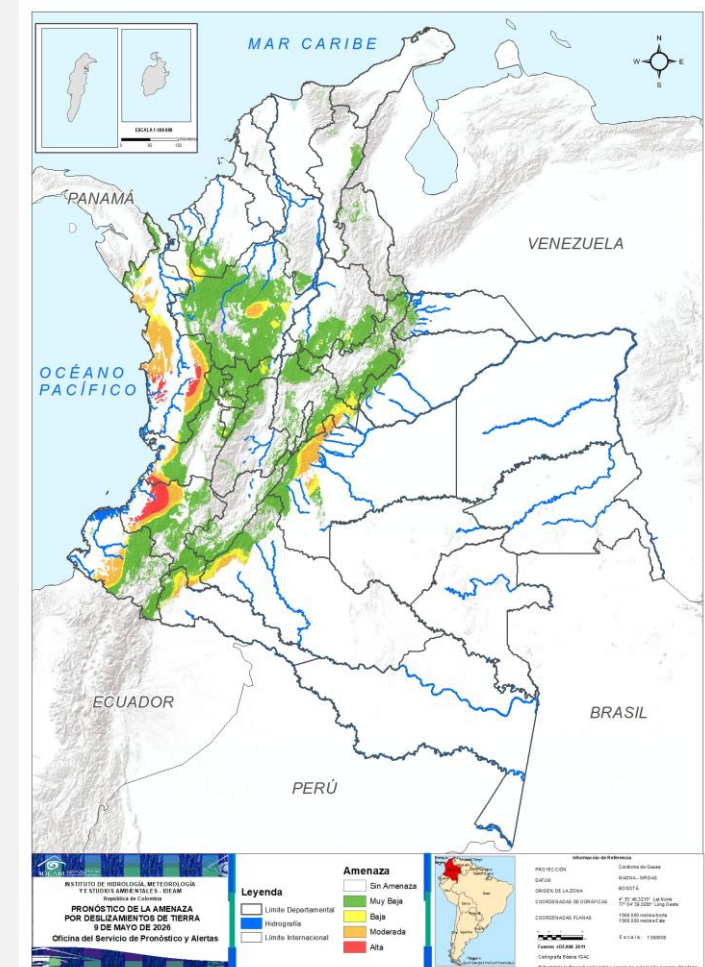 MAR CARIBE
N
W
E
S
PANAMÁ
VENEZUELA
OCÉANO
PACÍFICO
ECUADOR
BRASIL
PERÚ
IDEAM
INSTITUTO DE HIDROLOGÍA, METEOROLOGÍA
Y ESTUDIOS AMBIENTALES - IDEAM
República de Colombia
PRONÓSTICO DE LA AMENAZA
POR DESLIZAMIENTOS DE TIERRA
9 DE MAYO DE 2026
Oficina del Servicio de Pronóstico y Alertas
Leyenda
Límite Departamental
Hidrografía
Límite Internacional
Amenaza
Sin Amenaza
Muy Baja
Baja
Moderada
Alta
Información de Referencia
PROYECCIÓN
Conforme de Gauss
DATUM
MAGNA - SIRGAS
ORIGEN DE LA ZONA
BOGOTÁ
COORDENADAS GEOGRÁFICAS
COORDENADAS PLANAS
Escala:
Fuente: IDEAM
Cartografía Básica IGAC